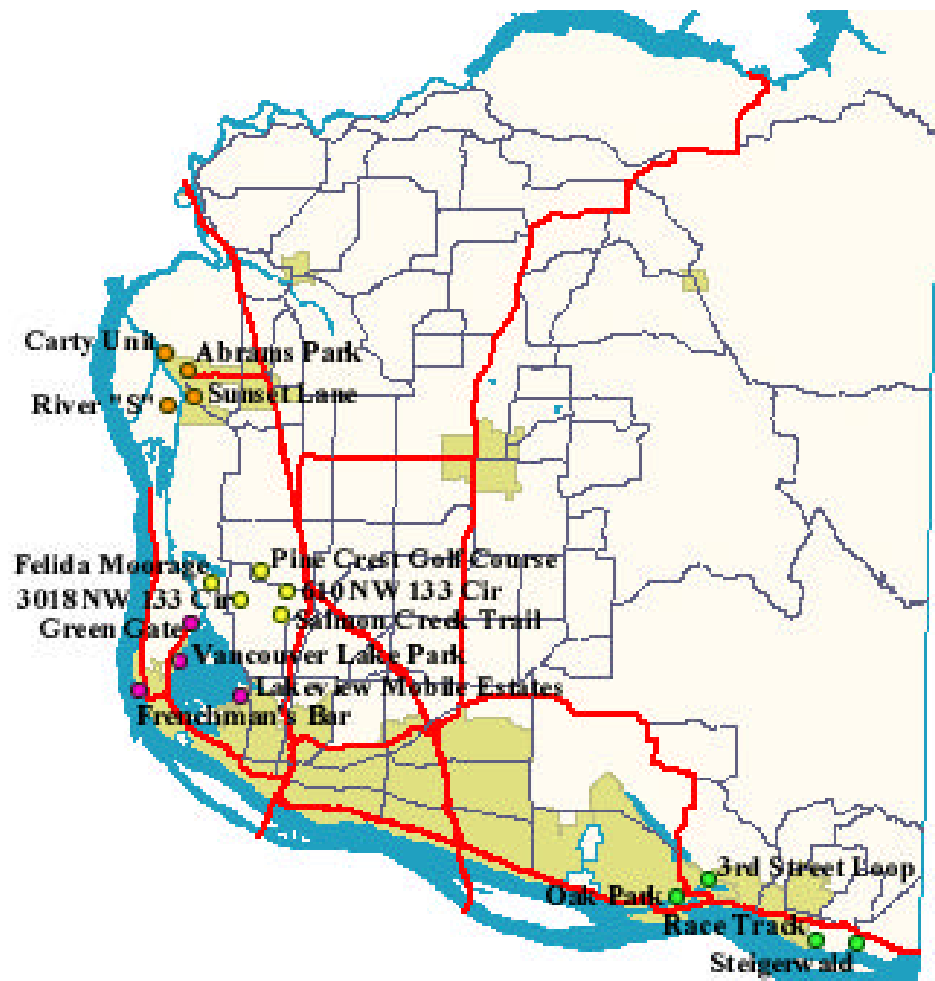 Carty Unit
Abrams Park
Sunset Lane
River "S"
Pine Crest Golf Course
Felida Moorage
610 NW 133 Cir
3018 NW 133 Cir
Salmon Creek Trail
Green Gate
Vancouver Lake Park
Lakeview Mobile Estates
Frenchman's Bar
3rd Street Loop
Oak Park
Race Track
Steigerwald